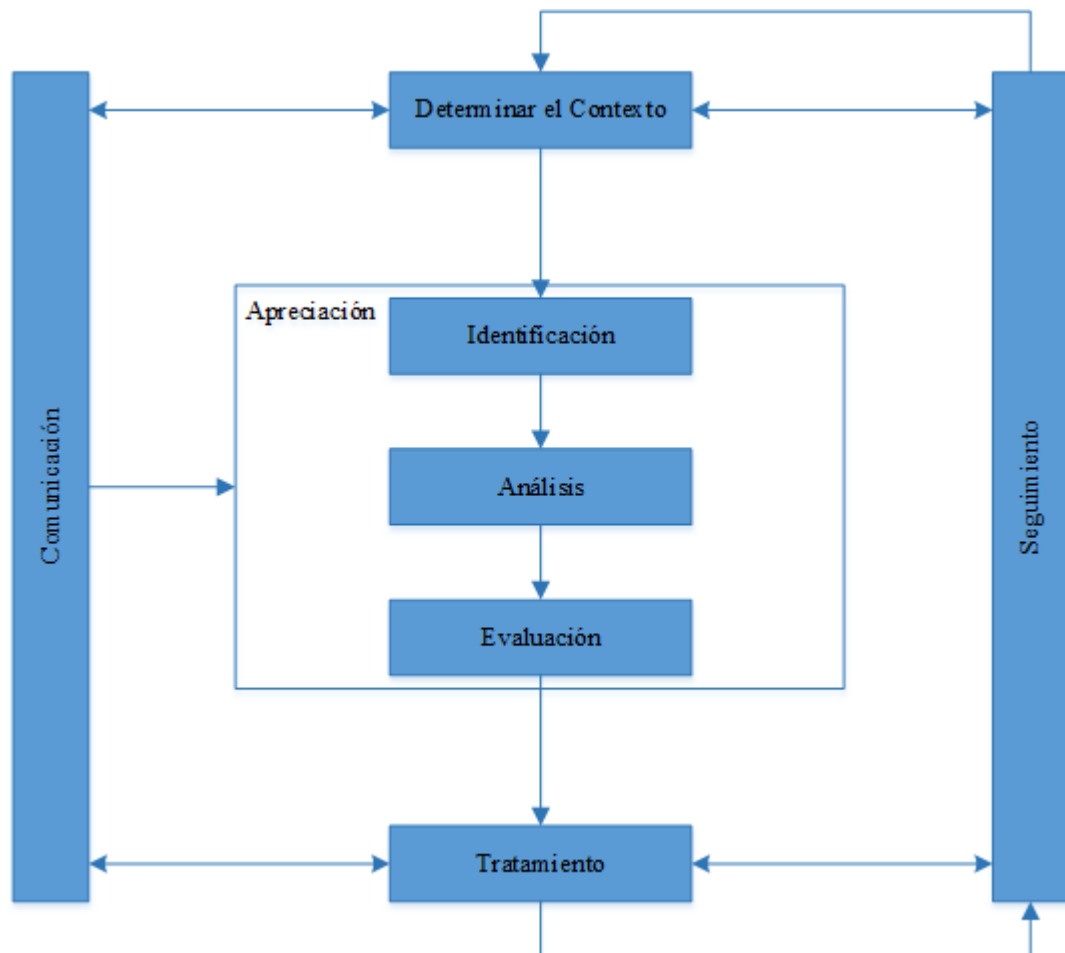 Determinar el Contexto
Apreciación
Identificación
Comunicación
Análisis
Seguimiento
Evaluación
Tratamiento